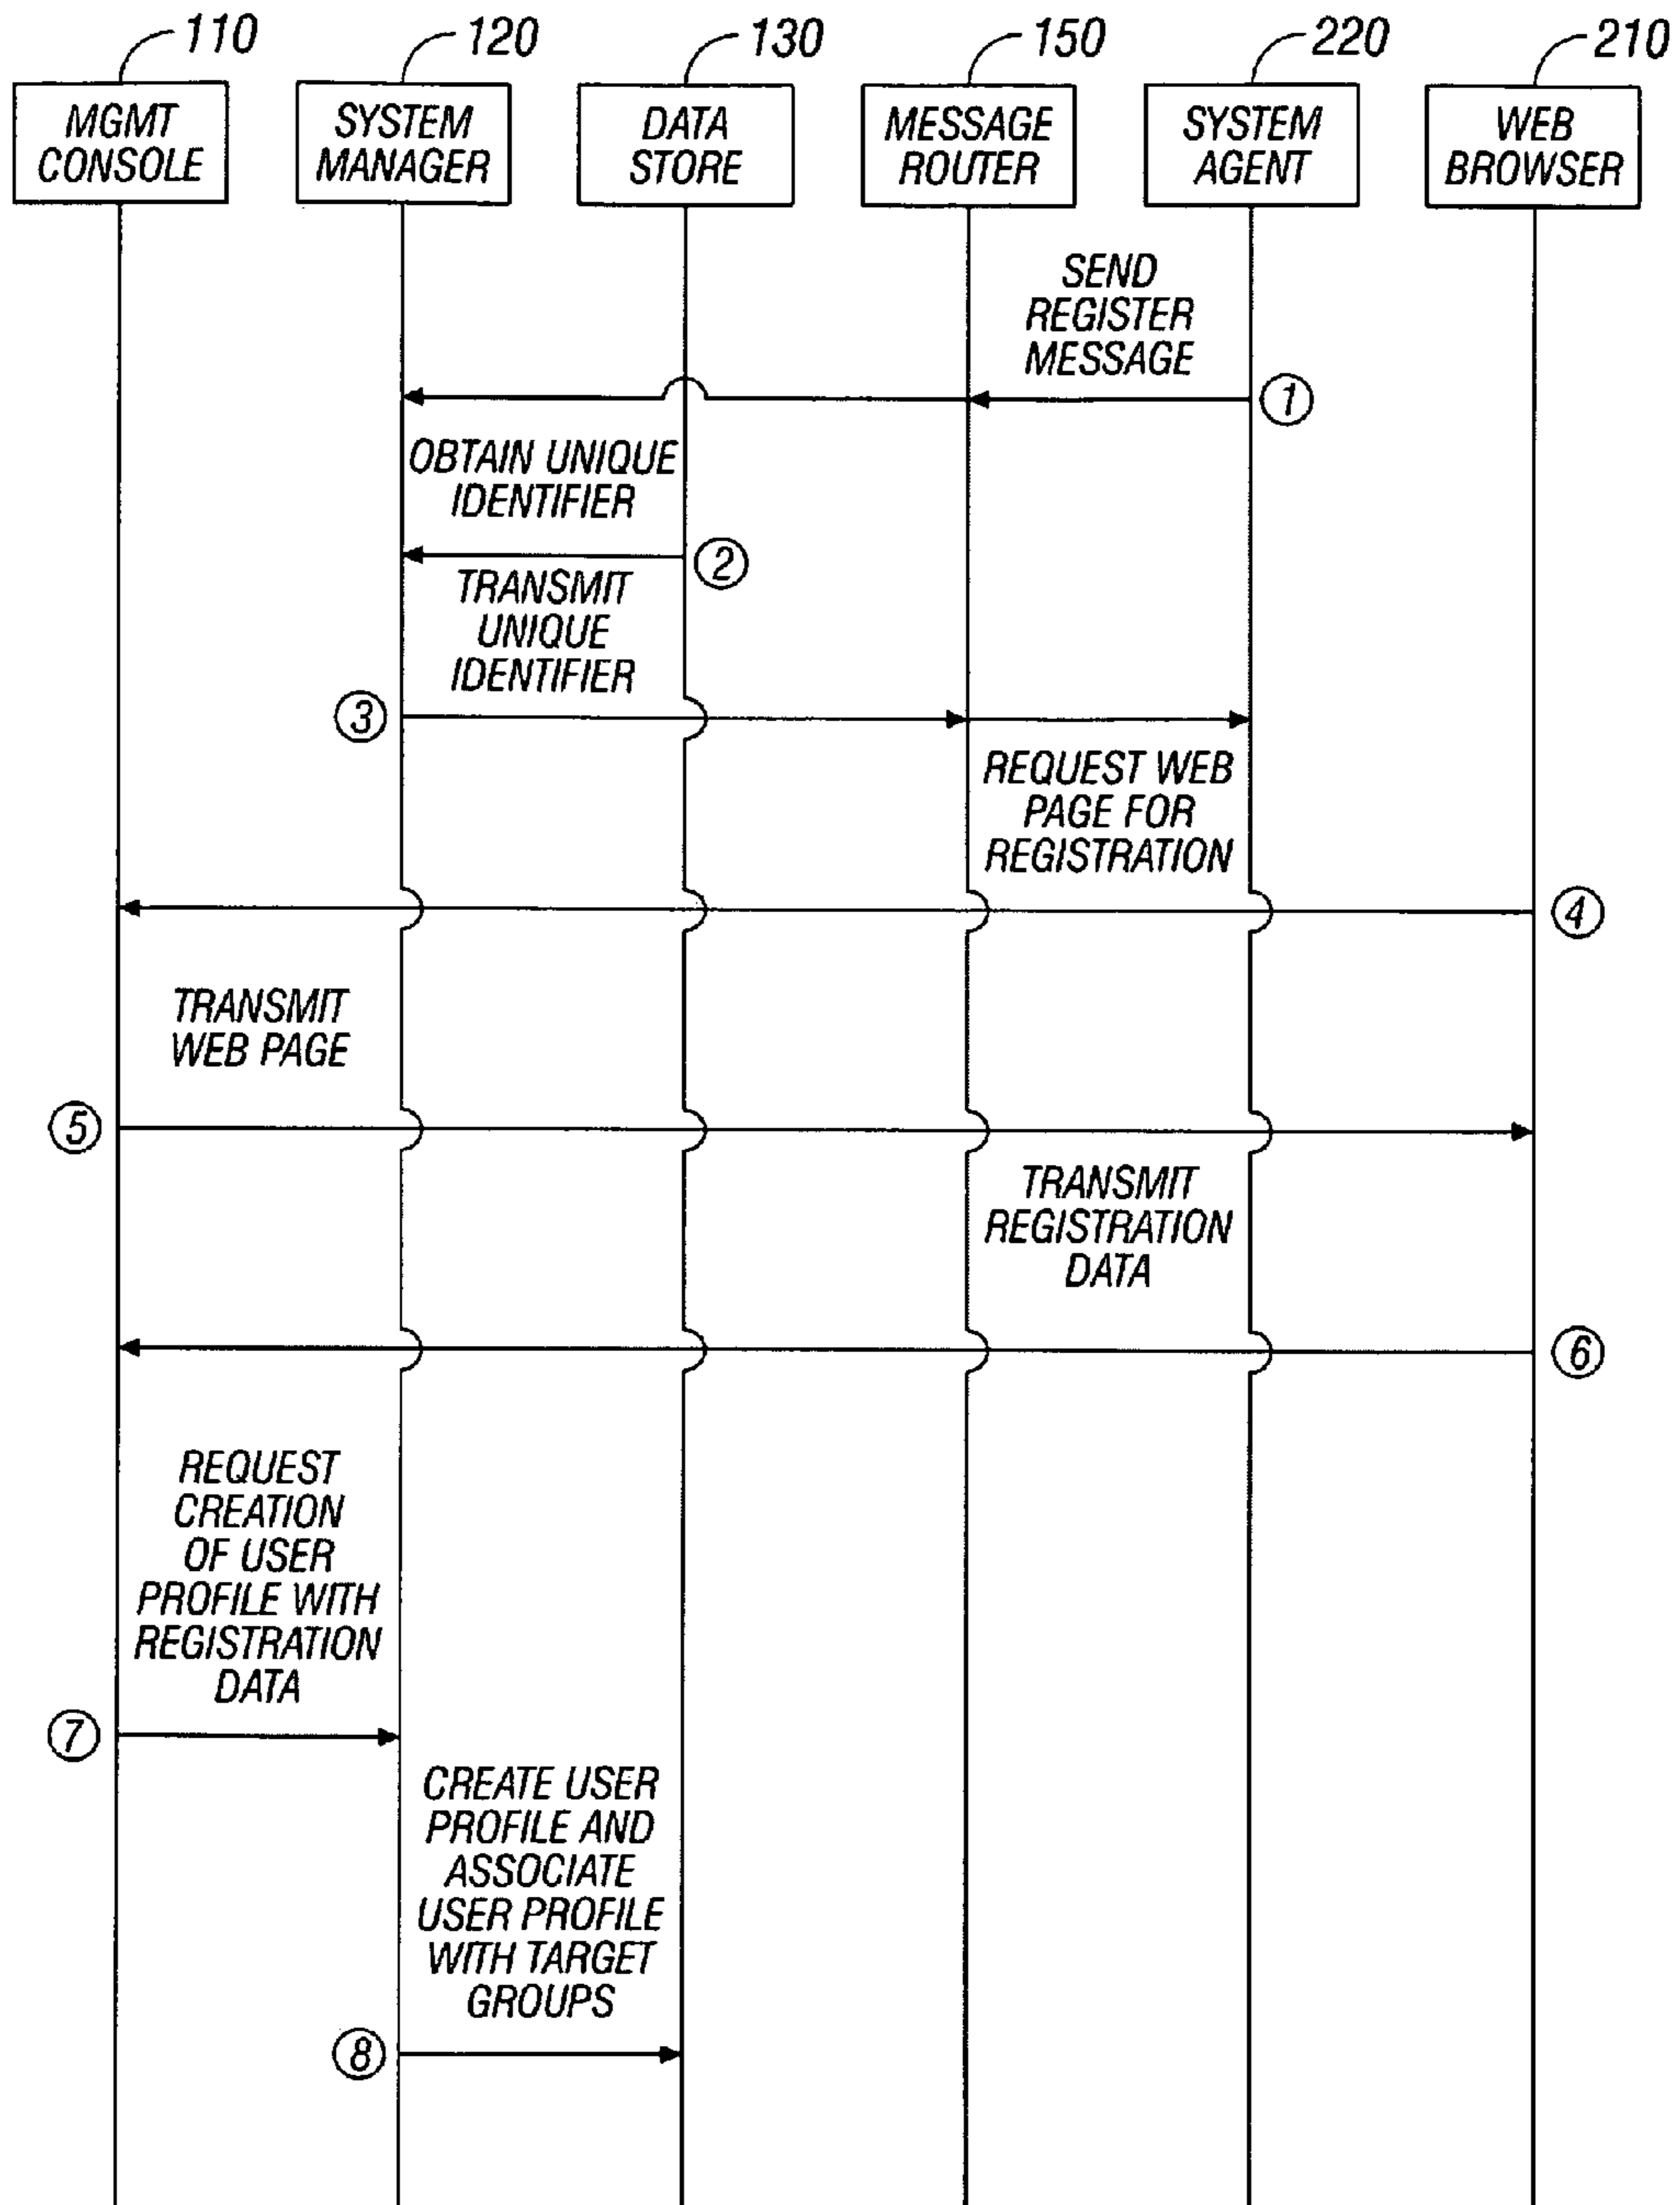 110
120
130
150
220
210
MGMT
CONSOLE
SYSTEM
MANAGER
DATA
STORE
MESSAGE
ROUTER
SYSTEM
AGENT
WEB
BROWSER
SEND
REGISTER
MESSAGE
1
OBTAIN UNIQUE
IDENTIFIER
2
TRANSMIT
UNIQUE
IDENTIFIER
3
REQUEST WEB
PAGE FOR
REGISTRATION
4
TRANSMIT
WEB PAGE
5
TRANSMIT
REGISTRATION
DATA
6
REQUEST
CREATION
OF USER
PROFILE WITH
REGISTRATION
DATA
7
CREATE USER
PROFILE AND
ASSOCIATE
USER PROFILE
WITH TARGET
GROUPS
8